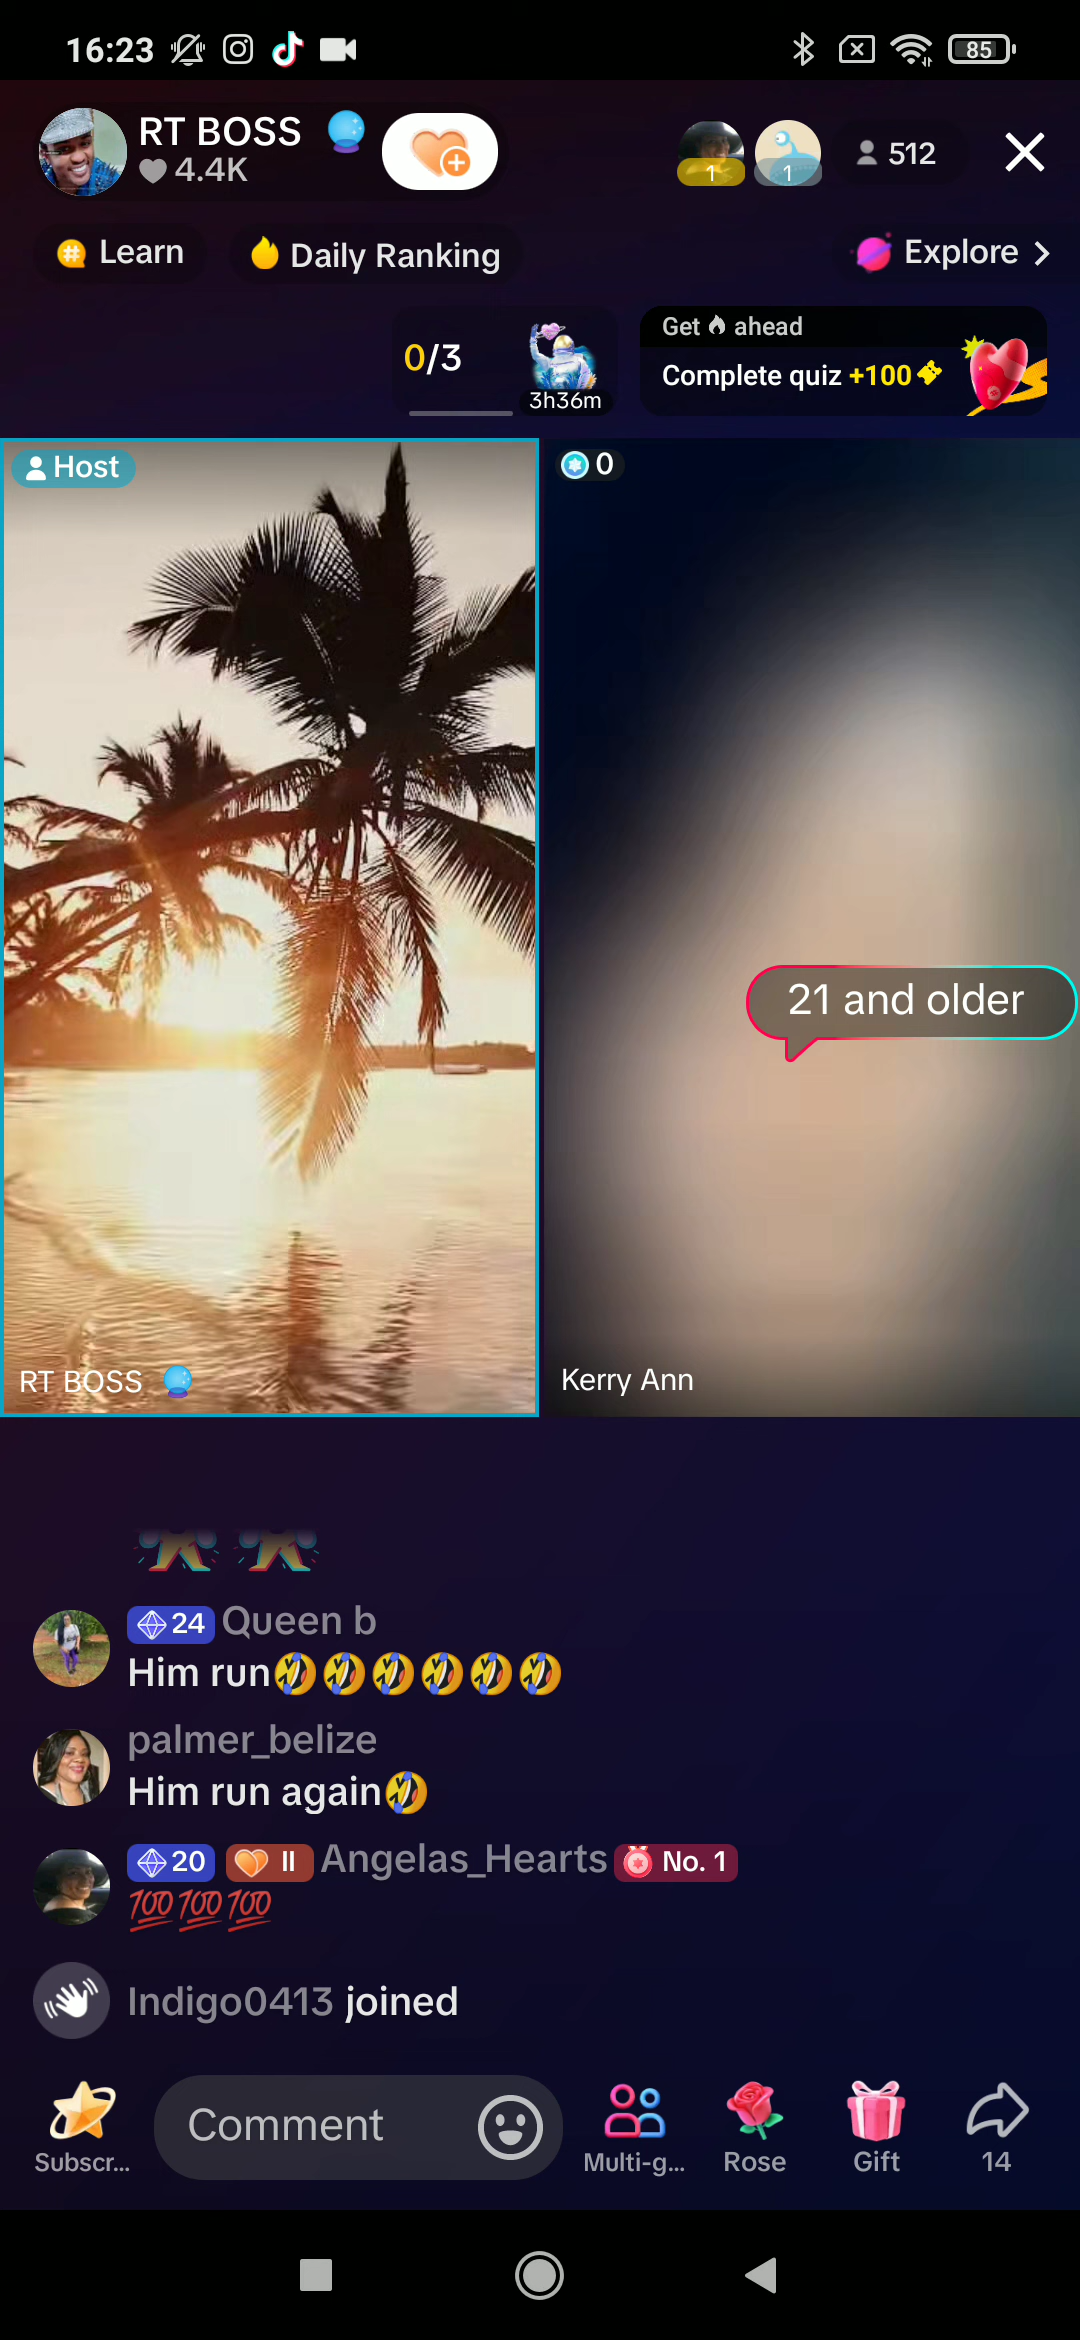 16:23
85
RT BOSS
4.4K
1
1
512
Learn
Daily Ranking
Explore
0/3
3h36m
Get ahead
Complete quiz +100
Host
0
21 and older
RT BOSS
Kerry Ann
24 Queen b
Him run🤣🤣🤣🤣🤣🤣
palmer_belize
Him run again🤣
20 II Angelas_Hearts No. 1
💯💯💯
Indigo0413 joined
Subscr...
Comment
Multi-g...
Rose
Gift
14